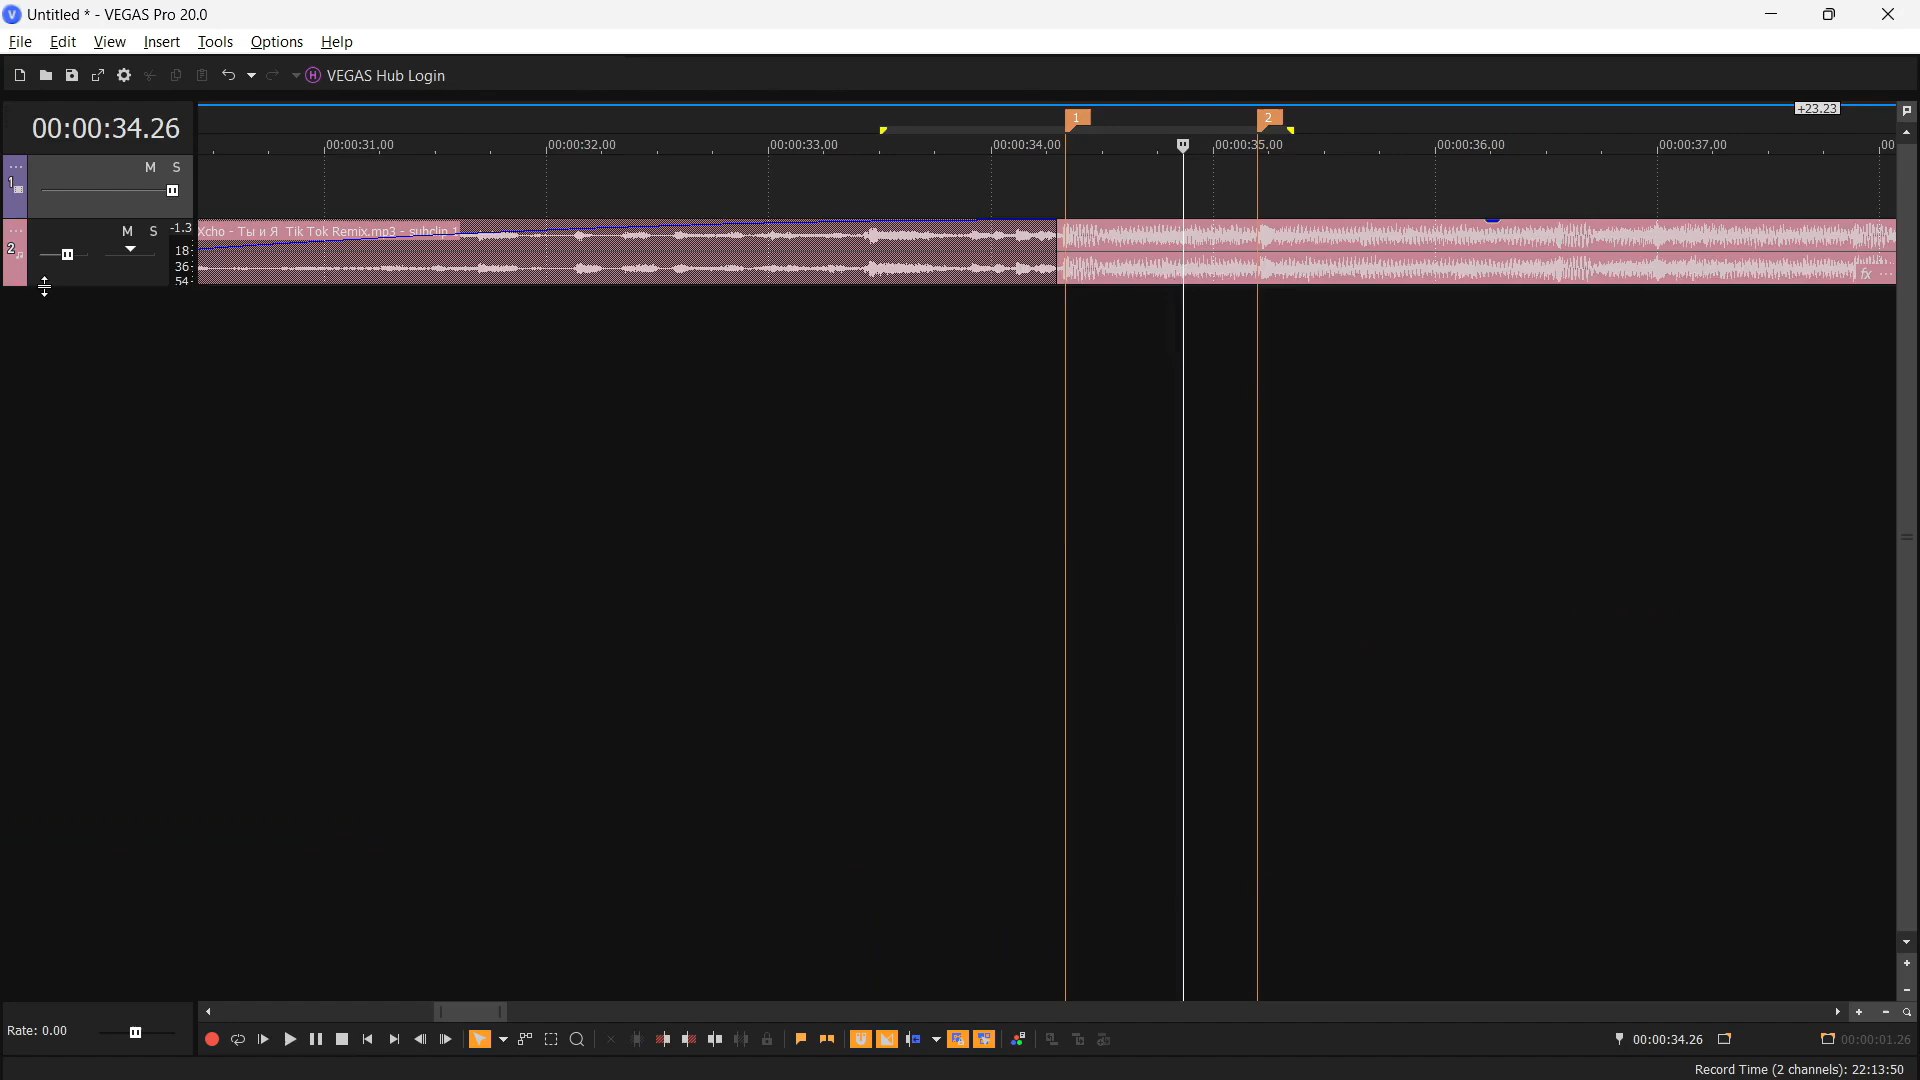 Untitled * - VEGAS Pro 20.0
File Edit View Insert Tools Options Help
VEGAS Hub Login
00:00:34.26
+23.23
1 2
00:00:31.00 00:00:32.00 00:00:33.00 00:00:34.00 00:00:35.00 00:00:36.00 00:00:37.00 00
1 M S
2 M S -1.3
18
36
54
Xcho - Ты и Я Tik Tok Remix.mp3 - subclip 1
fx
Rate: 0.00
00:00:34.26 00:00:01.26
Record Time (2 channels): 22:13:50